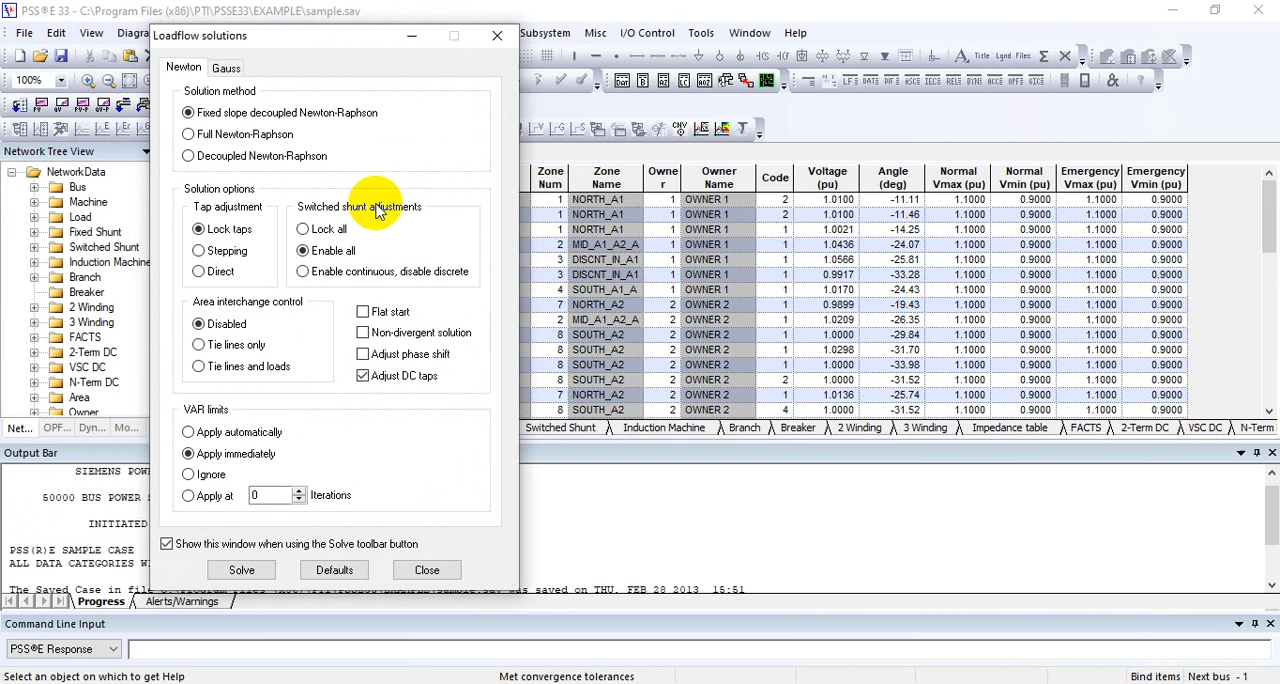 PSS®E 33 - C:\Program Files (x86)\PTI\PSSE33\EXAMPLE\sample.sav
File Edit View Diagra Subsystem Misc I/O Control Tools Window Help
Loadflow solutions
Title Lgnd Files
100%
Newton Gauss
Solution method
Fixed slope decoupled Newton-Raphson
Full Newton-Raphson
Decoupled Newton-Raphson
Solution options
Tap adjustment
Lock taps
Stepping
Direct
Switched shunt adjustments
Lock all
Enable all
Enable continuous, disable discrete
Area interchange control
Disabled
Tie lines only
Tie lines and loads
Flat start
Non-divergent solution
Adjust phase shift
Adjust DC taps
VAR limits
Apply automatically
Apply immediately
Ignore
Apply at 0 Iterations
Show this window when using the Solve toolbar button
Solve Defaults Close
Network Tree View
Network Data
Bus
Machine
Load
Fixed Shunt
Switched Shunt
Induction Machine
Branch
Breaker
2 Winding
3 Winding
FACTS
2-Term DC
VSC DC
N-Term DC
Area
Owner
Net... OPF... Dyn... Mo...
Zone Num Zone Name Owne r Owner Name Code Voltage (pu) Angle (deg) Normal Vmax (pu) Normal Vmin (pu) Emergency Vmax (pu) Emergency Vmin (pu)
1 NORTH_A1 1 OWNER 1 2 1.0100 -11.11 1.1000 0.9000 1.1000 0.9000
1 NORTH_A1 1 OWNER 1 2 1.0100 -11.46 1.1000 0.9000 1.1000 0.9000
1 NORTH_A1 1 OWNER 1 1 1.0021 -14.25 1.1000 0.9000 1.1000 0.9000
2 MID_A1_A2_A 1 OWNER 1 1 1.0436 -24.07 1.1000 0.9000 1.1000 0.9000
3 DISCNT_IN_A1 1 OWNER 1 1 1.0566 -25.81 1.1000 0.9000 1.1000 0.9000
3 DISCNT_IN_A1 1 OWNER 1 1 0.9917 -33.28 1.1000 0.9000 1.1000 0.9000
4 SOUTH_A1_A 1 OWNER 1 1 1.0170 -24.43 1.1000 0.9000 1.1000 0.9000
7 NORTH_A2 2 OWNER 2 1 0.9899 -19.43 1.1000 0.9000 1.1000 0.9000
2 MID_A1_A2_A 2 OWNER 2 1 1.0209 -26.35 1.1000 0.9000 1.1000 0.9000
8 SOUTH_A2 2 OWNER 2 1 1.0000 -29.84 1.1000 0.9000 1.1000 0.9000
8 SOUTH_A2 2 OWNER 2 1 1.0298 -31.70 1.1000 0.9000 1.1000 0.9000
8 SOUTH_A2 2 OWNER 2 1 1.0000 -33.98 1.1000 0.9000 1.1000 0.9000
8 SOUTH_A2 2 OWNER 2 2 1.0000 -31.52 1.1000 0.9000 1.1000 0.9000
7 NORTH_A2 2 OWNER 2 1 1.0136 -25.74 1.1000 0.9000 1.1000 0.9000
8 SOUTH_A2 2 OWNER 2 4 1.0000 -31.52 1.1000 0.9000 1.1000 0.9000
Switched Shunt Induction Machine Branch Breaker 2 Winding 3 Winding Impedance table FACTS 2-Term DC VSC DC N-Term
Output Bar
SIEMENS POW
50000 BUS POWER S
INITIATED
PSS(R)E SAMPLE CASE
ALL DATA CATEGORIES W
was saved on THU, FEB 28 2013 15:51
Progress Alerts/Warnings
Command Line Input
PSS®E Response
Select an object on which to get Help Met convergence tolerances Bind items Next bus - 1